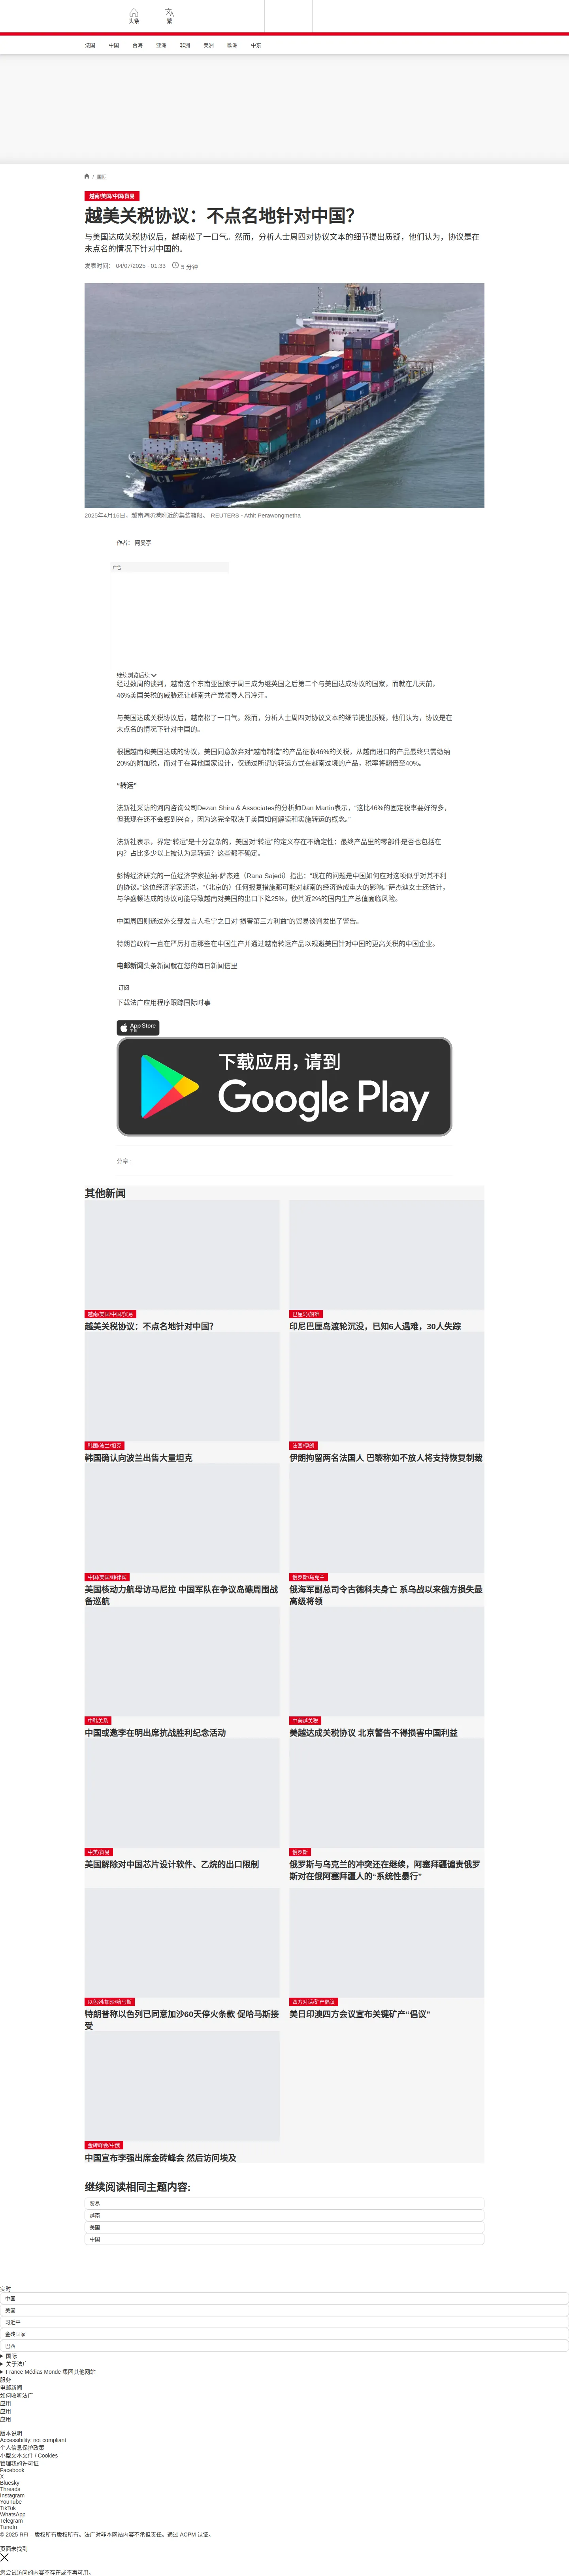 头条
繁
法国
中国
台海
亚洲
非洲
美洲
欧洲
中东
/ 国际
越南/美国/中国/贸易
越美关税协议：不点名地针对中国？
与美国达成关税协议后，越南松了一口气。然而，分析人士周四对协议文本的细节提出质疑，他们认为，协议是在
未点名的情况下针对中国的。
发表时间： 04/07/2025 - 01:33 5 分钟
2025年4月16日，越南海防港附近的集装箱船。 REUTERS - Athit Perawongmetha
作者： 阿曼亭
广告
继续浏览后续
经过数周的谈判，越南这个东南亚国家于周三成为继英国之后第二个与美国达成协议的国家，而就在几天前，
46%美国关税的威胁还让越南共产党领导人冒冷汗。
与美国达成关税协议后，越南松了一口气。然而，分析人士周四对协议文本的细节提出质疑，他们认为，协议是在
未点名的情况下针对中国的。
根据越南和美国达成的协议，美国同意放弃对“越南制造”的产品征收46%的关税，从越南进口的产品最终只需缴纳
20%的附加税，而对于在其他国家设计，仅通过所谓的转运方式在越南过境的产品，税率将翻倍至40%。
“转运”
法新社采访的河内咨询公司Dezan Shira & Associates的分析师Dan Martin表示，“这比46%的固定税率要好得多，
但我现在还不会感到兴奋，因为这完全取决于美国如何解读和实施转运的概念。”
法新社表示，界定“转运”是十分复杂的，美国对“转运”的定义存在不确定性：最终产品里的零部件是否也包括在
内？占比多少以上被认为是转运？这些都不确定。
彭博经济研究的一位经济学家拉纳·萨杰迪（Rana Sajedi）指出：“现在的问题是中国如何应对这项似乎对其不利
的协议。”这位经济学家还说，“（北京的）任何报复措施都可能对越南的经济造成重大的影响。”萨杰迪女士还估计，
与华盛顿达成的协议可能导致越南对美国的出口下降25%，使其近2%的国内生产总值面临风险。
中国周四则通过外交部发言人毛宁之口对“损害第三方利益”的贸易谈判发出了警告。
特朗普政府一直在严厉打击那些在中国生产并通过越南转运产品以规避美国针对中国的更高关税的中国企业。
电邮新闻头条新闻就在您的每日新闻信里
订阅
下载法广应用程序跟踪国际时事
App Store
下载
下载应用，请到
Google Play
分享 :
其他新闻
越南/美国/中国/贸易
越美关税协议：不点名地针对中国？
巴厘岛/船难
印尼巴厘岛渡轮沉没，已知6人遇难，30人失踪
韩国/波兰/坦克
韩国确认向波兰出售大量坦克
法国/伊朗
伊朗拘留两名法国人 巴黎称如不放人将支持恢复制裁
中国/美国/菲律宾
美国核动力航母访马尼拉 中国军队在争议岛礁周围战
备巡航
俄罗斯/乌克兰
俄海军副总司令古德科夫身亡 系乌战以来俄方损失最
高级将领
中韩关系
中国或邀李在明出席抗战胜利纪念活动
中美越关税
美越达成关税协议 北京警告不得损害中国利益
中美/贸易
美国解除对中国芯片设计软件、乙烷的出口限制
俄罗斯
俄罗斯与乌克兰的冲突还在继续，阿塞拜疆谴责俄罗
斯对在俄阿塞拜疆人的“系统性暴行”
以色列/加沙/哈马斯
特朗普称以色列已同意加沙60天停火条款 促哈马斯接
受
四方对话/矿产倡议
美日印澳四方会议宣布关键矿产“倡议”
金砖峰会/中俄
中国宣布李强出席金砖峰会 然后访问埃及
继续阅读相同主题内容:
贸易
越南
美国
中国
实时
中国
美国
习近平
金砖国家
巴西
国际
关于法广
France Médias Monde 集团其他网站
服务
电邮新闻
如何收听法广
应用
应用
应用
版本说明
Accessibility: not compliant
个人信息保护政策
小型文本文件 / Cookies
管理我的许可证
Facebook
X
Bluesky
Threads
Instagram
YouTube
TikTok
WhatsApp
Telegram
TuneIn
© 2025 RFI – 版权所有版权所有。法广对非本网站内容不承担责任。通过 ACPM 认证。
页面未找到
您尝试访问的内容不存在或不再可用。